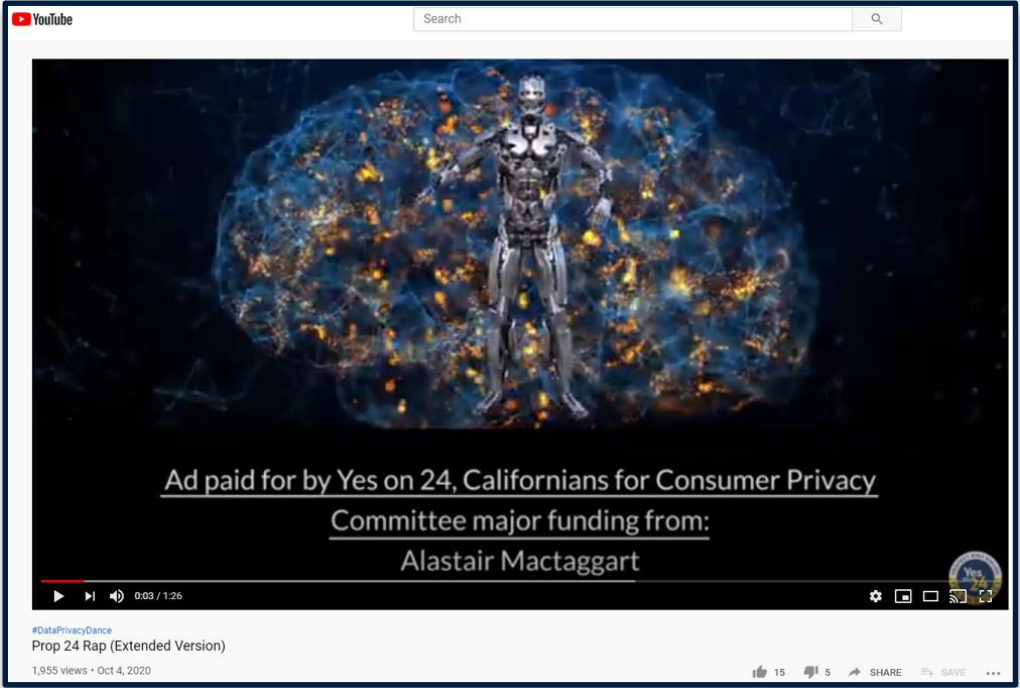 YouTube
Search
Ad paid for by Yes on 24, Californians for Consumer Privacy
Committee major funding from:
Alastair Mactaggart
Yes
24
0:03 / 1:26
#DataPrivacyDance
Prop 24 Rap (Extended Version)
1,955 views • Oct 4, 2020
15 5 SHARE SAVE